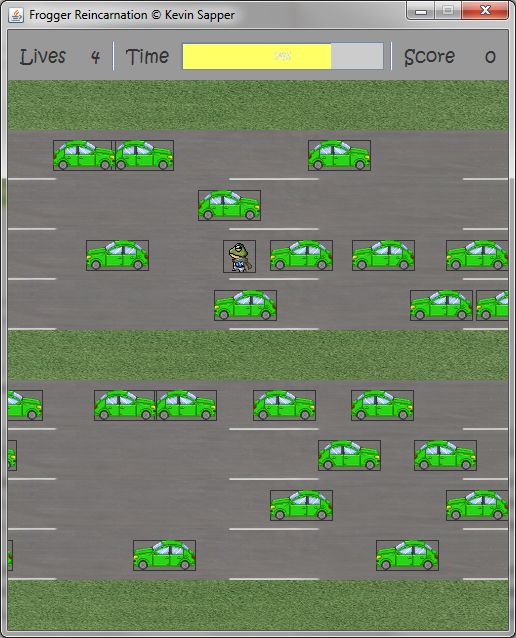 Frogger Reincarnation © Kevin Sapper
Lives 4 Time Score 0